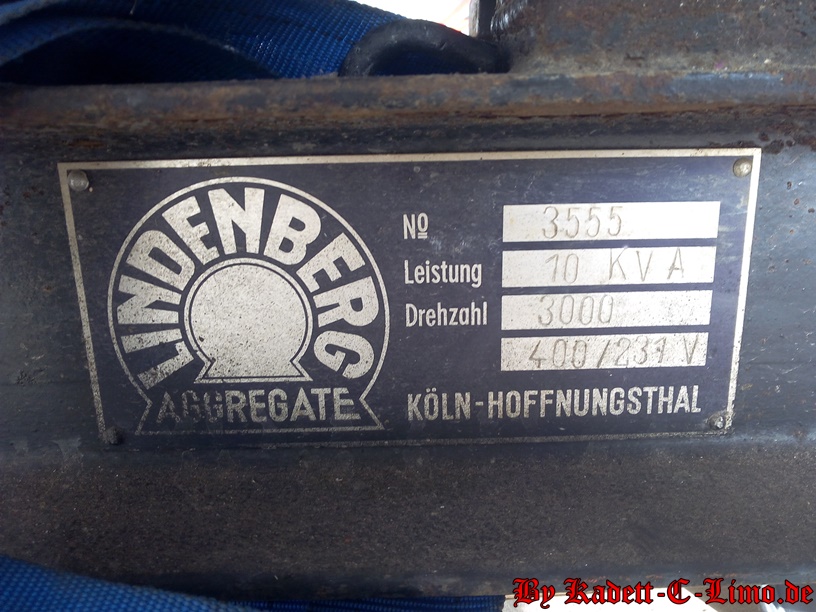 LINDENBERG
AGGREGATE
Nº 3555
Leistung 10 KVA
Drehzahl 3000
400/231 V
KÖLN-HOFFNUNGSTHAL
By Kadett-C-Limo.de